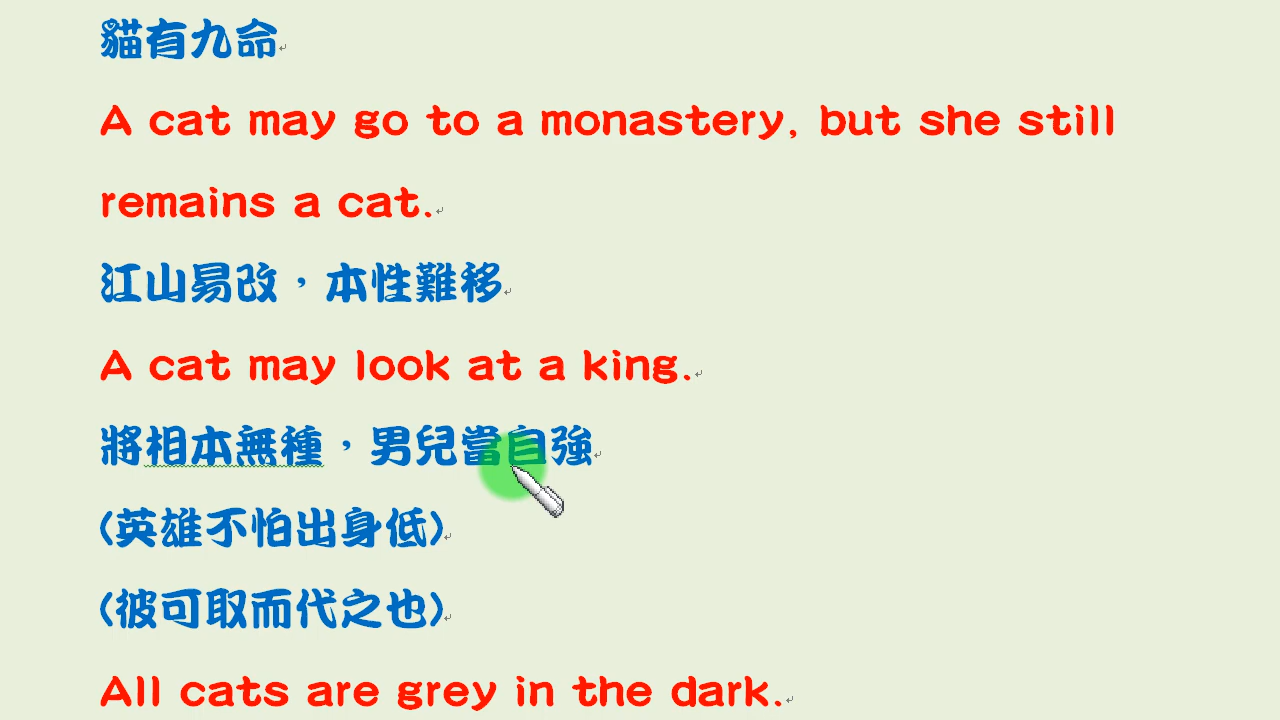 貓有九命
A cat may go to a monastery, but she still
remains a cat.
江山易改，本性難移
A cat may look at a king.
將相本無種，男兒當自強
(英雄不怕出身低)
(彼可取而代之也)
All cats are grey in the dark.